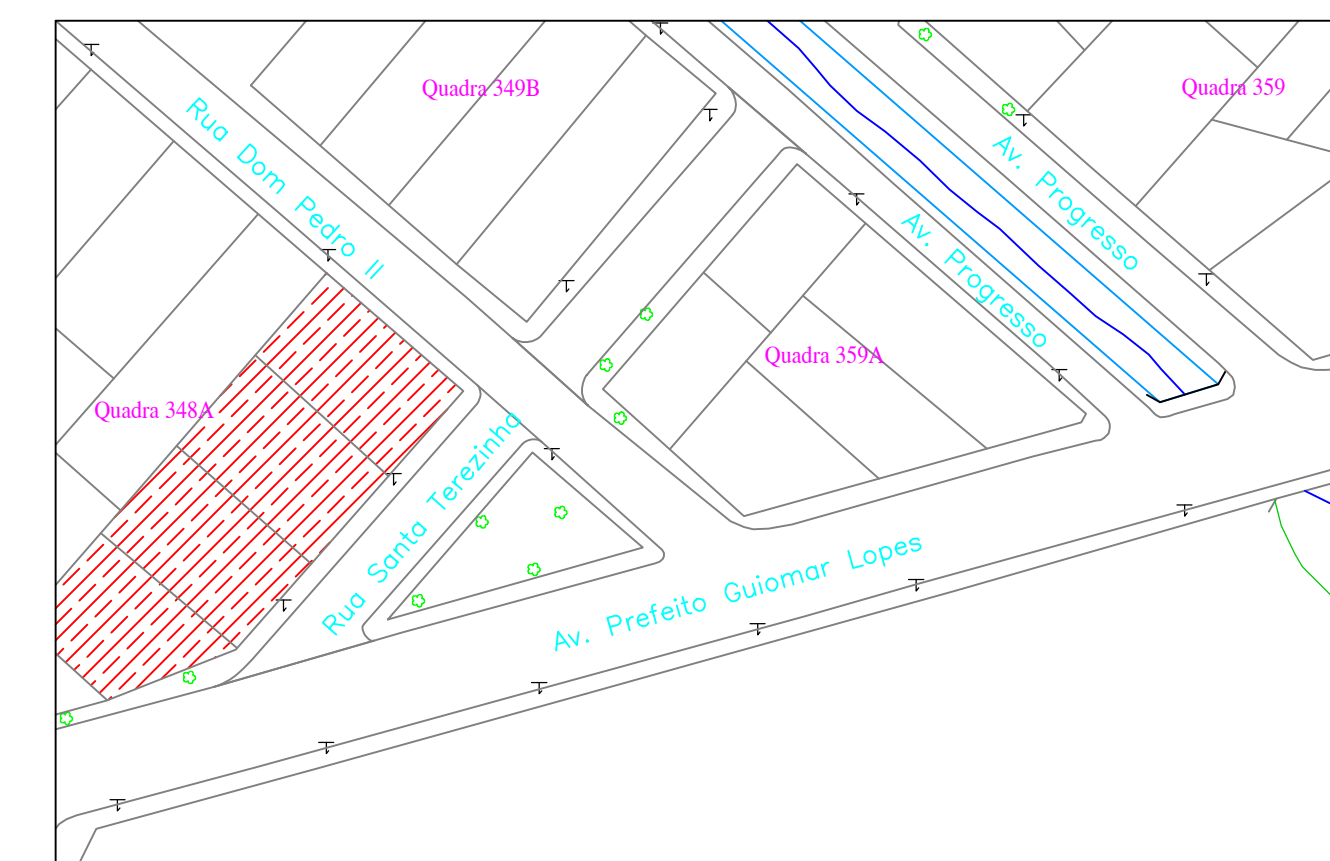 Quadra 349B
Quadra 359
Rua Dom Pedro II
Av. Progresso
Av. Progresso
Quadra 359A
Quadra 348A
Rua Santa Terezinha
Av. Prefeito Guiomar Lopes